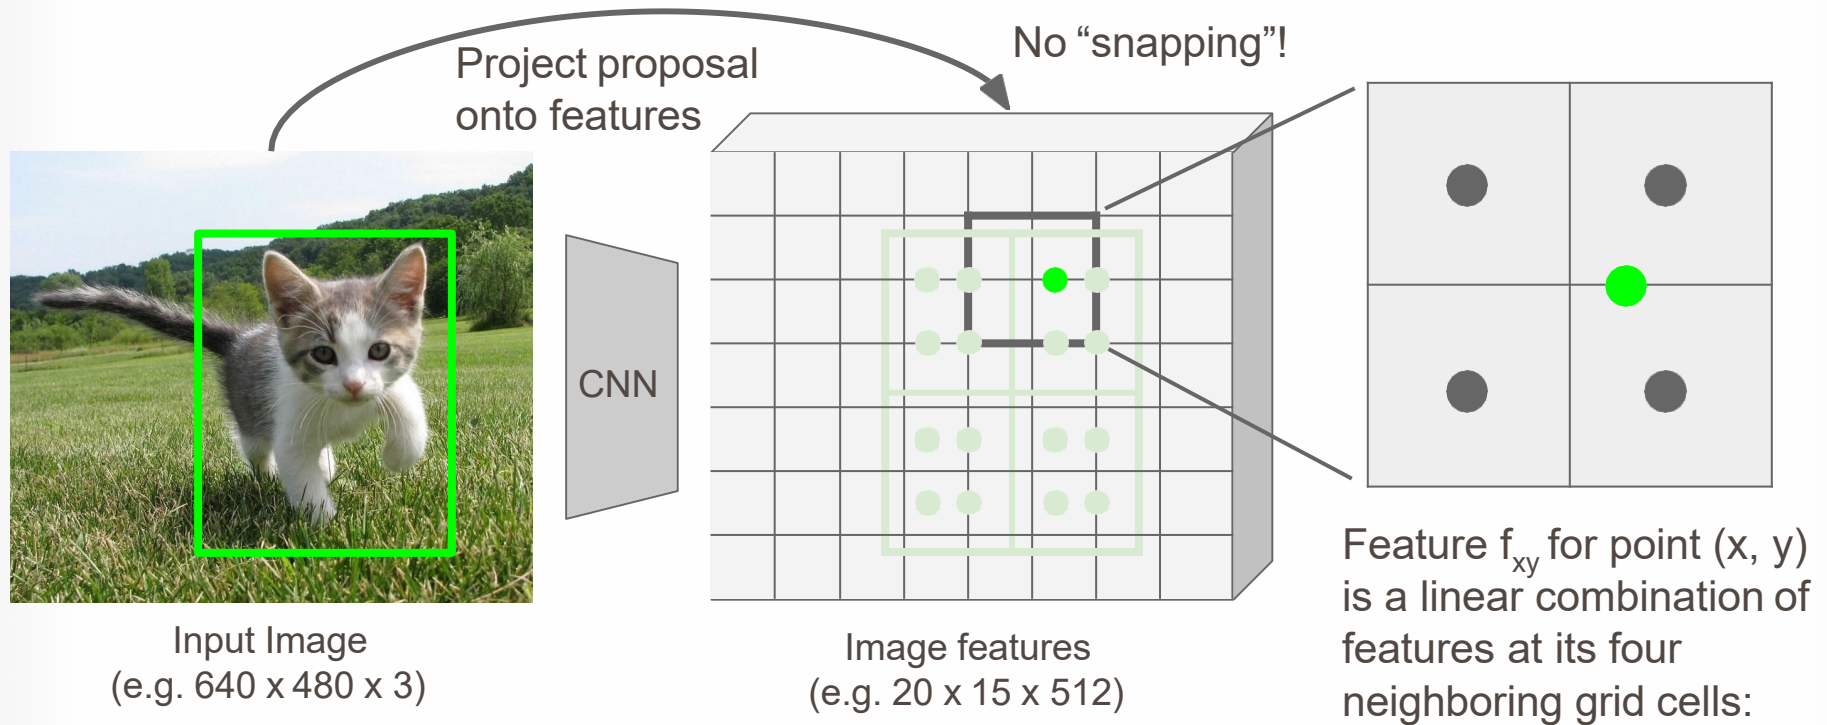 Project proposal
onto features
No “snapping”!
CNN
Input Image
(e.g. 640 x 480 x 3)
Image features
(e.g. 20 x 15 x 512)
Feature fxy for point (x, y)
is a linear combination of
features at its four
neighboring grid cells: